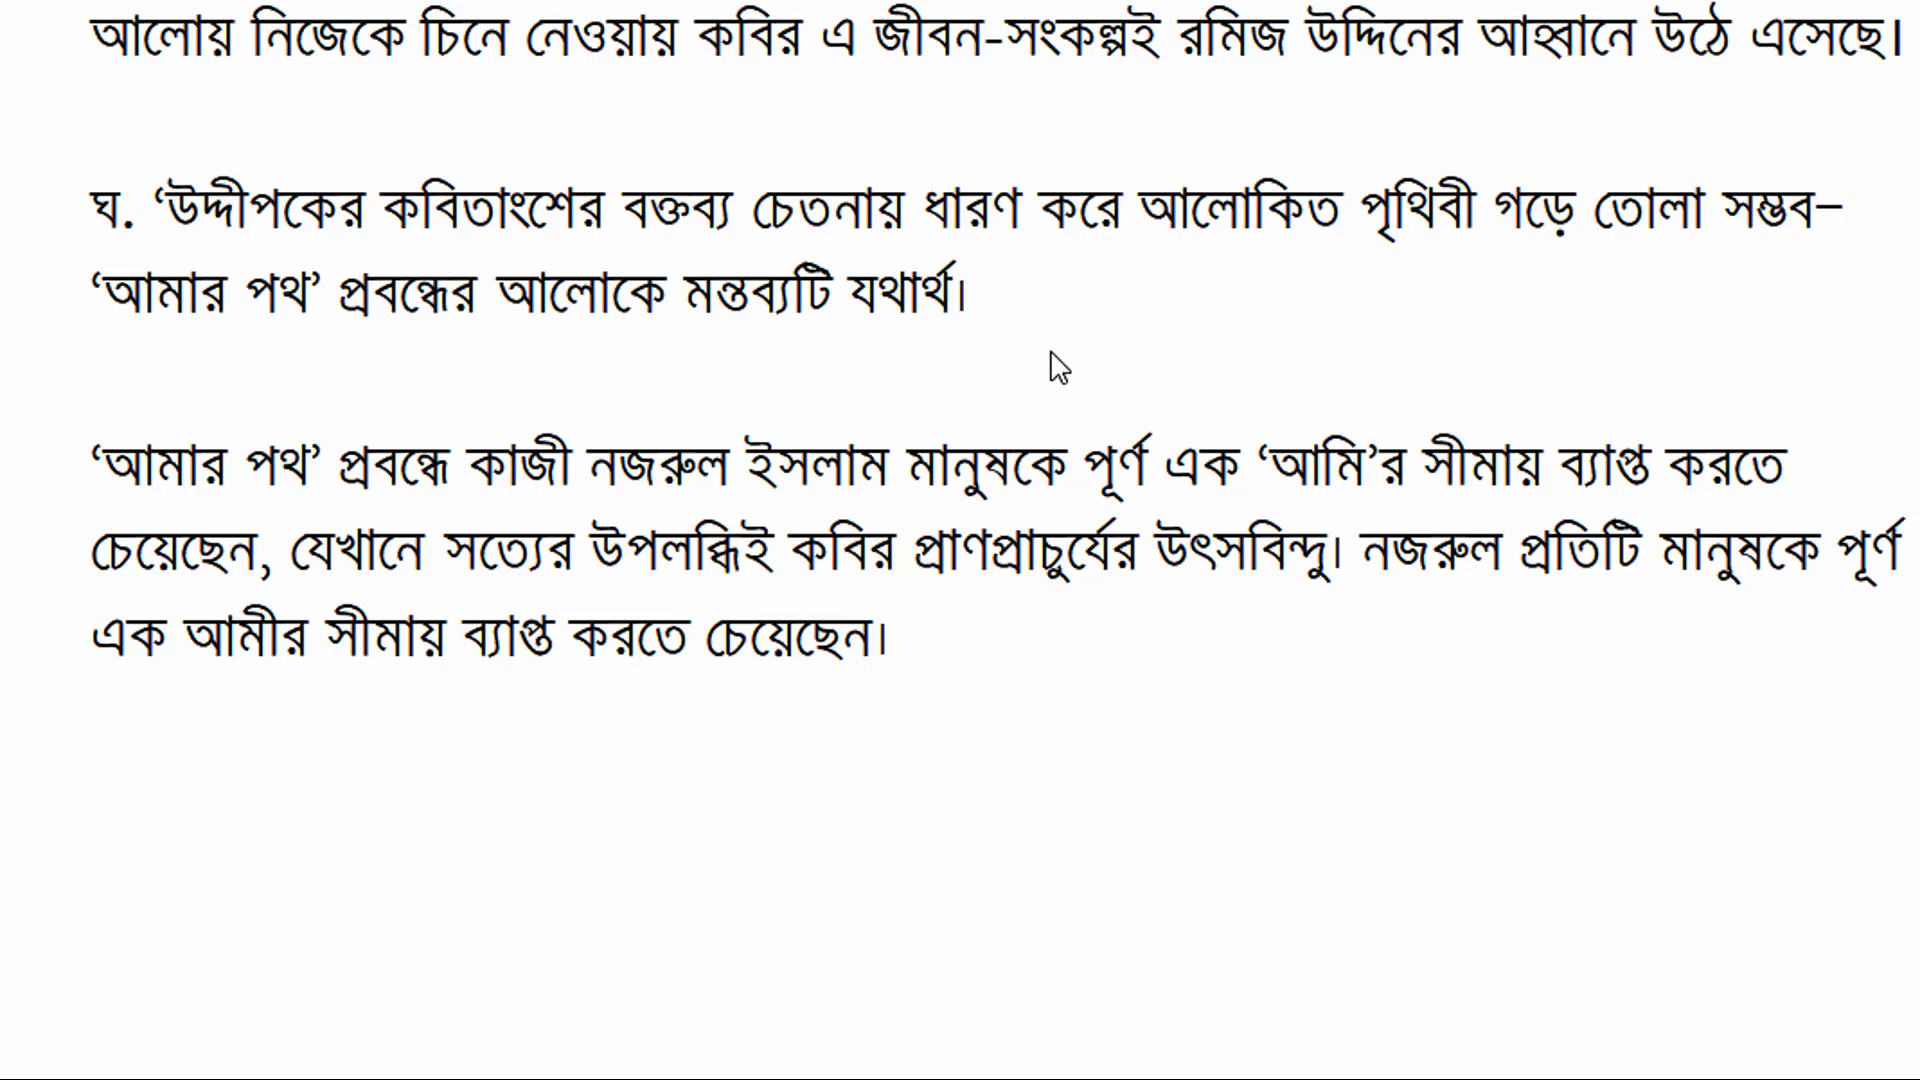 আলোয় নিজেকে চিনে নেওয়ায় কবির এ জীবন-সংকল্পই রমিজ উদ্দিনের আহ্বানে উঠে এসেছে।
ঘ. ‘উদ্দীপকের কবিতাংশের বক্তব্য চেতনায় ধারণ করে আলোকিত পৃথিবী গড়ে তোলা সম্ভব–
‘আমার পথ’ প্রবন্ধের আলোকে মন্তব্যটি যথার্থ।
‘আমার পথ’ প্রবন্ধে কাজী নজরুল ইসলাম মানুষকে পূর্ণ এক ‘আমি’র সীমায় ব্যাপ্ত করতে
চেয়েছেন, যেখানে সত্যের উপলব্ধিই কবির প্রাণপ্রাচুর্যের উৎসবিন্দু। নজরুল প্রতিটি মানুষকে পূর্ণ
এক আমীর সীমায় ব্যাপ্ত করতে চেয়েছেন।